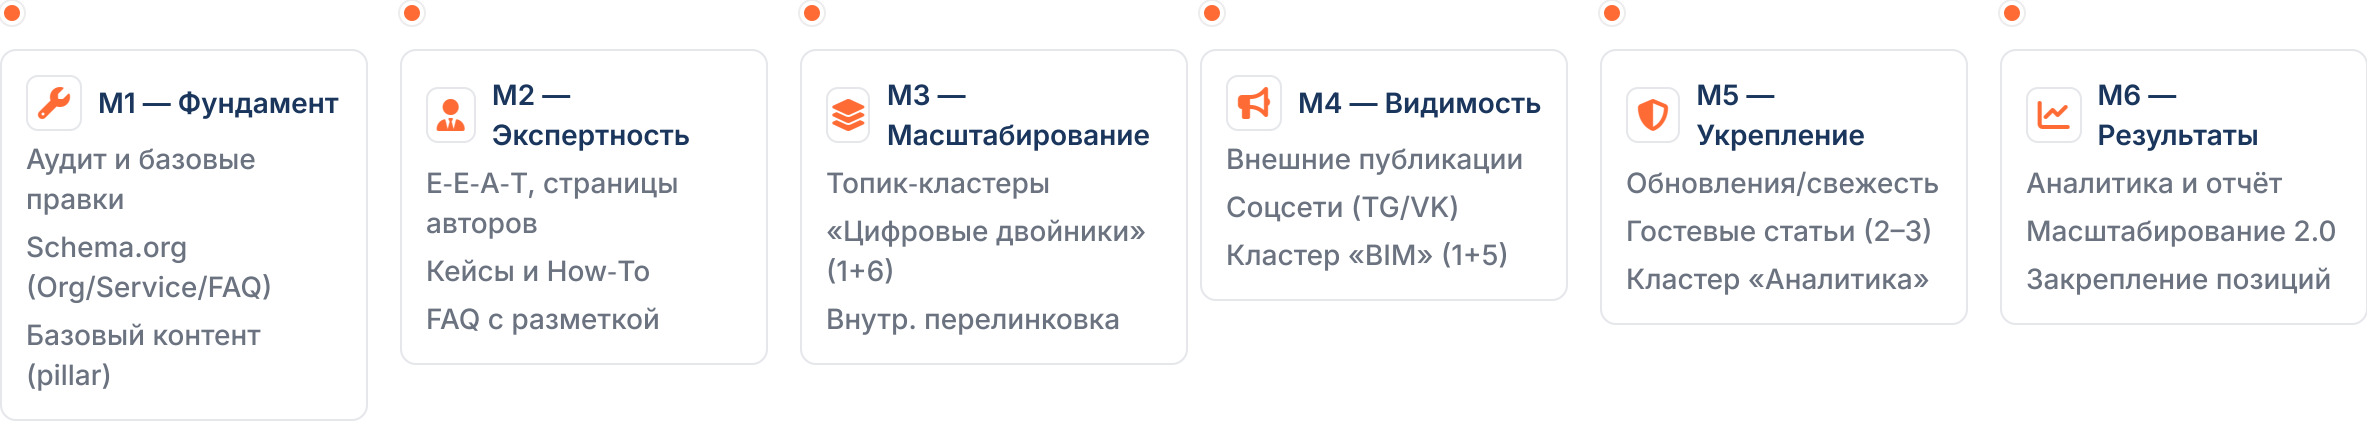 М1 — Фундамент
Аудит и базовые
правки
Schema.org
(Org/Service/FAQ)
Базовый контент
(pillar)
М2 —
Экспертность
E-E-A-T, страницы
авторов
Кейсы и How-To
FAQ с разметкой
М3 —
Масштабирование
Топик-кластеры
«Цифровые двойники»
(1+6)
Внутр. перелинковка
М4 — Видимость
Внешние публикации
Соцсети (TG/VK)
Кластер «BIM» (1+5)
М5 —
Укрепление
Обновления/свежесть
Гостевые статьи (2–3)
Кластер «Аналитика»
М6 —
Результаты
Аналитика и отчёт
Масштабирование 2.0
Закрепление позиций